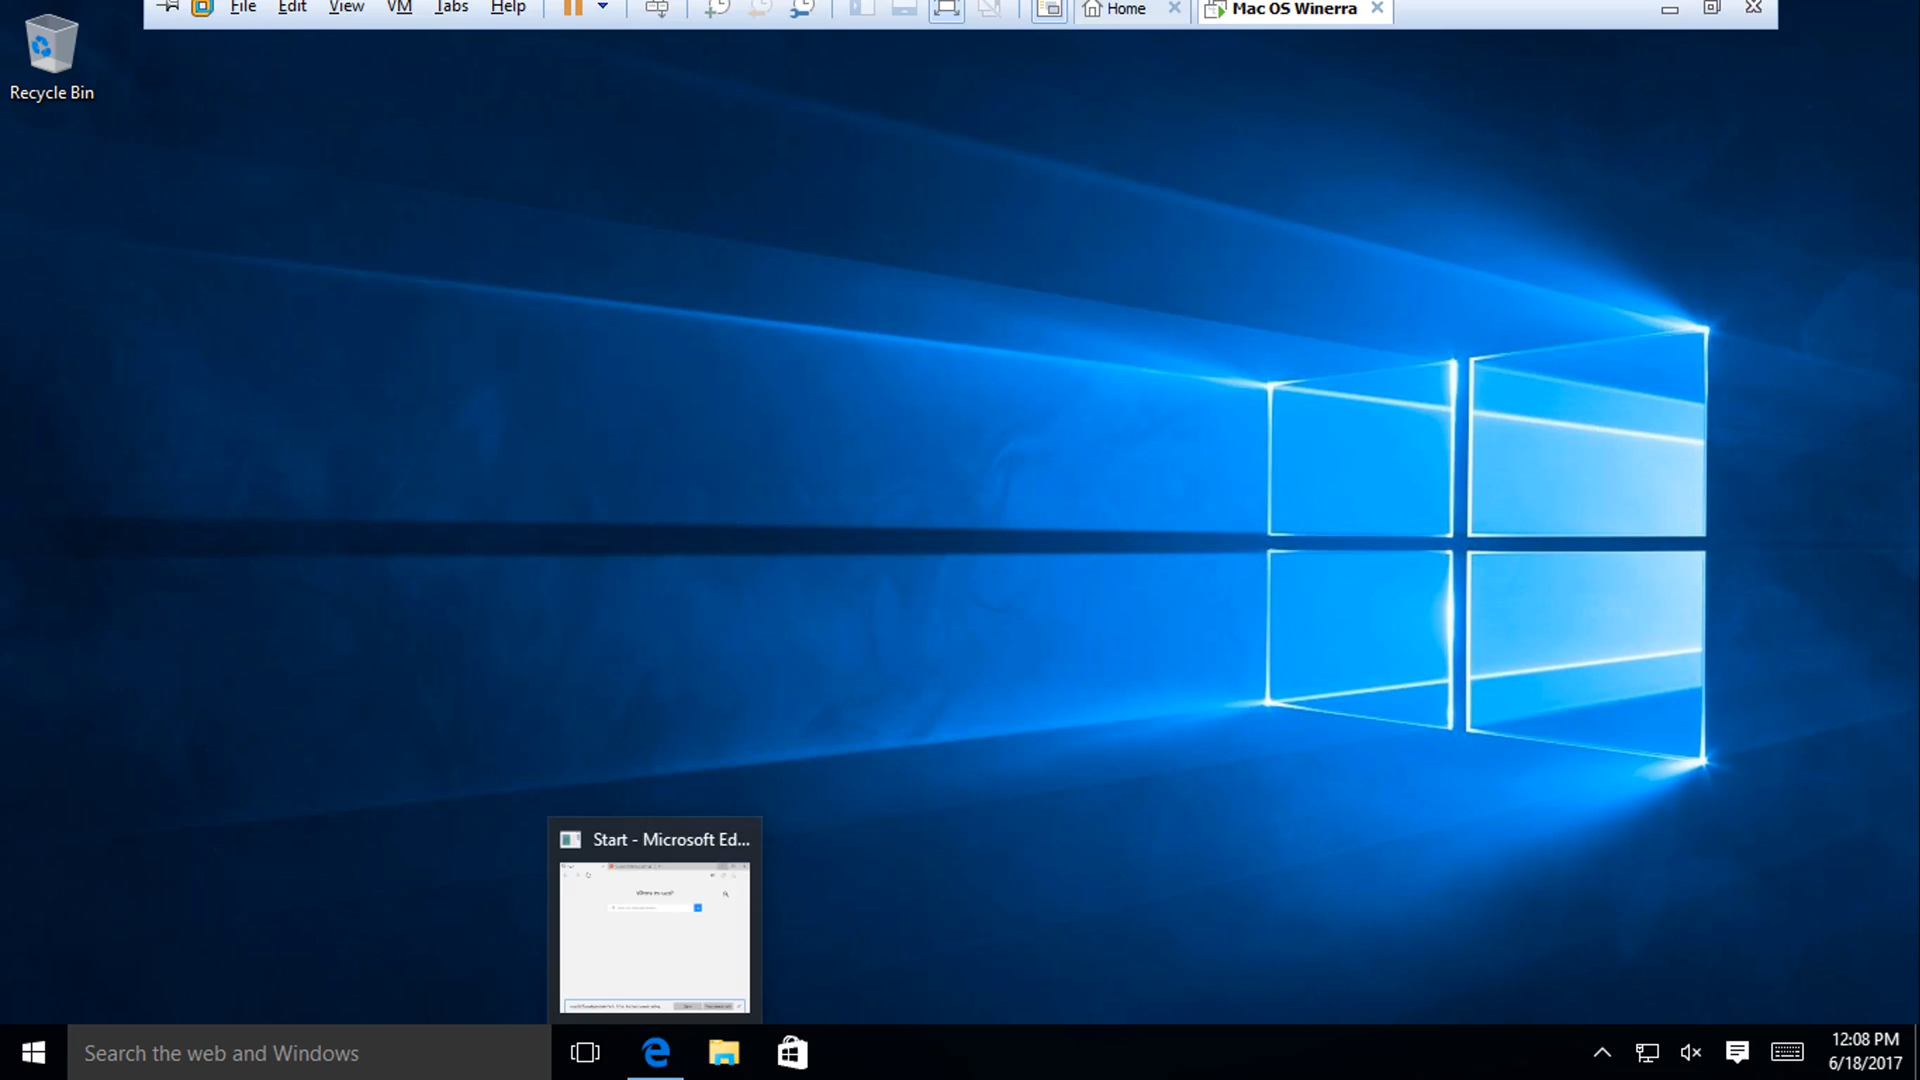 File Edit View VM Tabs Help Home Mac OS Winerra
Recycle Bin
Start - Microsoft Ed...
Search the web and Windows
12:08 PM
6/18/2017